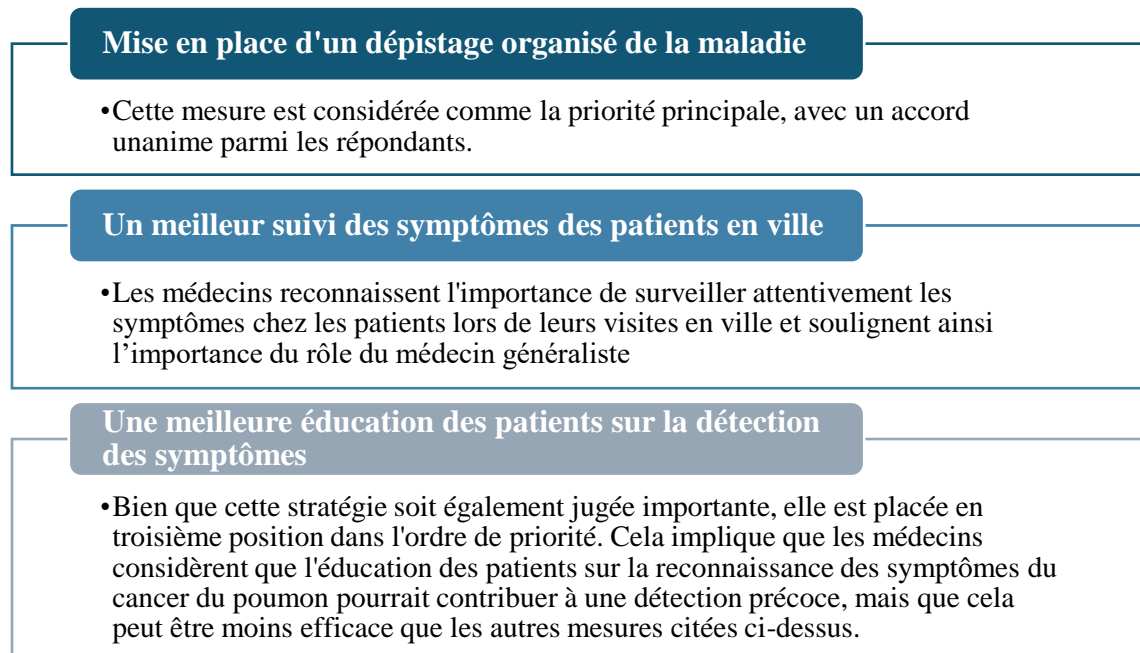 Mise en place d'un dépistage organisé de la maladie
•Cette mesure est considérée comme la priorité principale, avec un accord
unanime parmi les répondants.
Un meilleur suivi des symptômes des patients en ville
•Les médecins reconnaissent l'importance de surveiller attentivement les
symptômes chez les patients lors de leurs visites en ville et soulignent ainsi
l’importance du rôle du médecin généraliste
Une meilleure éducation des patients sur la détection
des symptômes
•Bien que cette stratégie soit également jugée importante, elle est placée en
troisième position dans l'ordre de priorité. Cela implique que les médecins
considèrent que l'éducation des patients sur la reconnaissance des symptômes du
cancer du poumon pourrait contribuer à une détection précoce, mais que cela
peut être moins efficace que les autres mesures citées ci-dessus.